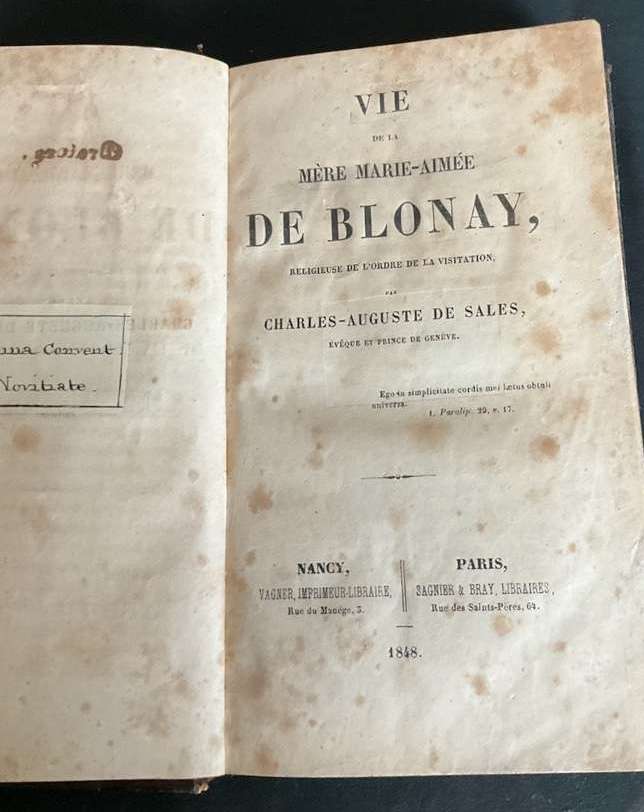 Convent
Novitiate.
VIE
DE LA
MÈRE MARIE-AIMÉE
DE BLONAY,
RELIGIEUSE DE L'ORDRE DE LA VISITATION,
PAR
CHARLES-AUGUSTE DE SALES,
ÉVÊQUE ET PRINCE DE GENÈVE.
Ego in simplicitate cordis mei lætus obtuli
universa.
1. Paralip. 29, v. 17.
NANCY,
VAGNER, IMPRIMEUR-LIBRAIRE,
Rue du Manége, 3.
PARIS,
SAGNIER & BRAY, LIBRAIRES,
Rue des Saints-Pères, 64.
1848.